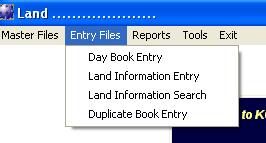 Land .....................
Master Files Entry Files Reports Tools Exit
Day Book Entry
Land Information Entry
Land Information Search
Duplicate Book Entry
to